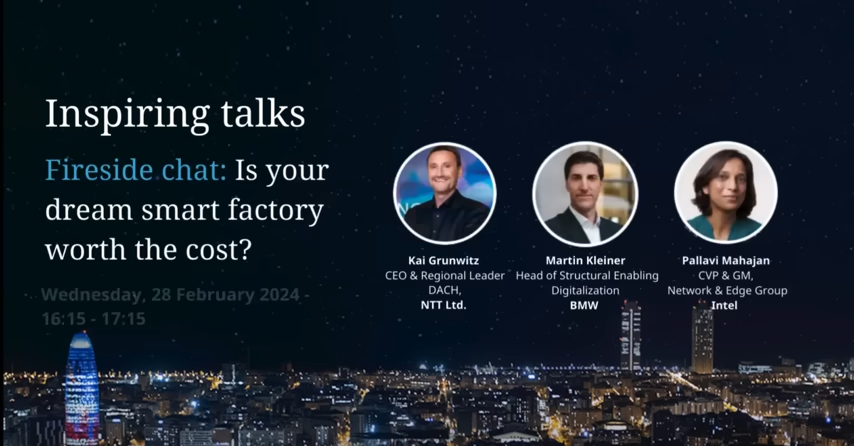 Inspiring talks
Fireside chat: Is your
dream smart factory
worth the cost?
Wednesday, 28 February 2024 -
16:15 - 17:15
Kai Grunwitz
CEO & Regional Leader
DACH,
NTT Ltd.
Martin Kleiner
Head of Structural Enabling
Digitalization
BMW
Pallavi Mahajan
CVP & GM,
Network & Edge Group
Intel